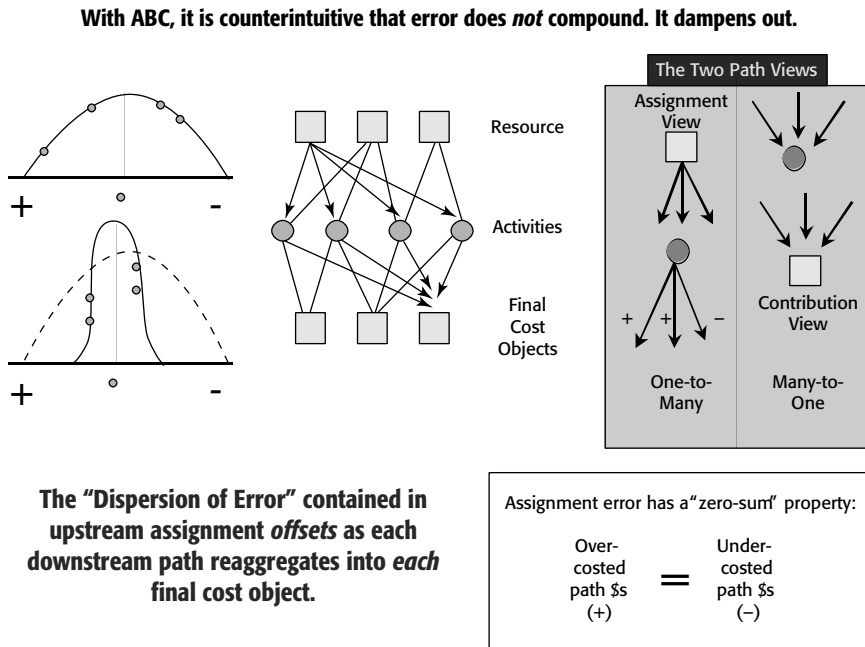 With ABC, it is counterintuitive that error does not compound. It dampens out.
+ -
+ -
Resource
Activities
Final
Cost
Objects
The Two Path Views
Assignment
View
+ + –
One-to-
Many
Contribution
View
Many-to-
One
The “Dispersion of Error” contained in
upstream assignment offsets as each
downstream path reaggregates into each
final cost object.
Assignment error has a“zero-sum” property:
Over-
costed
path $s
(+)
=
Under-
costed
path $s
(–)